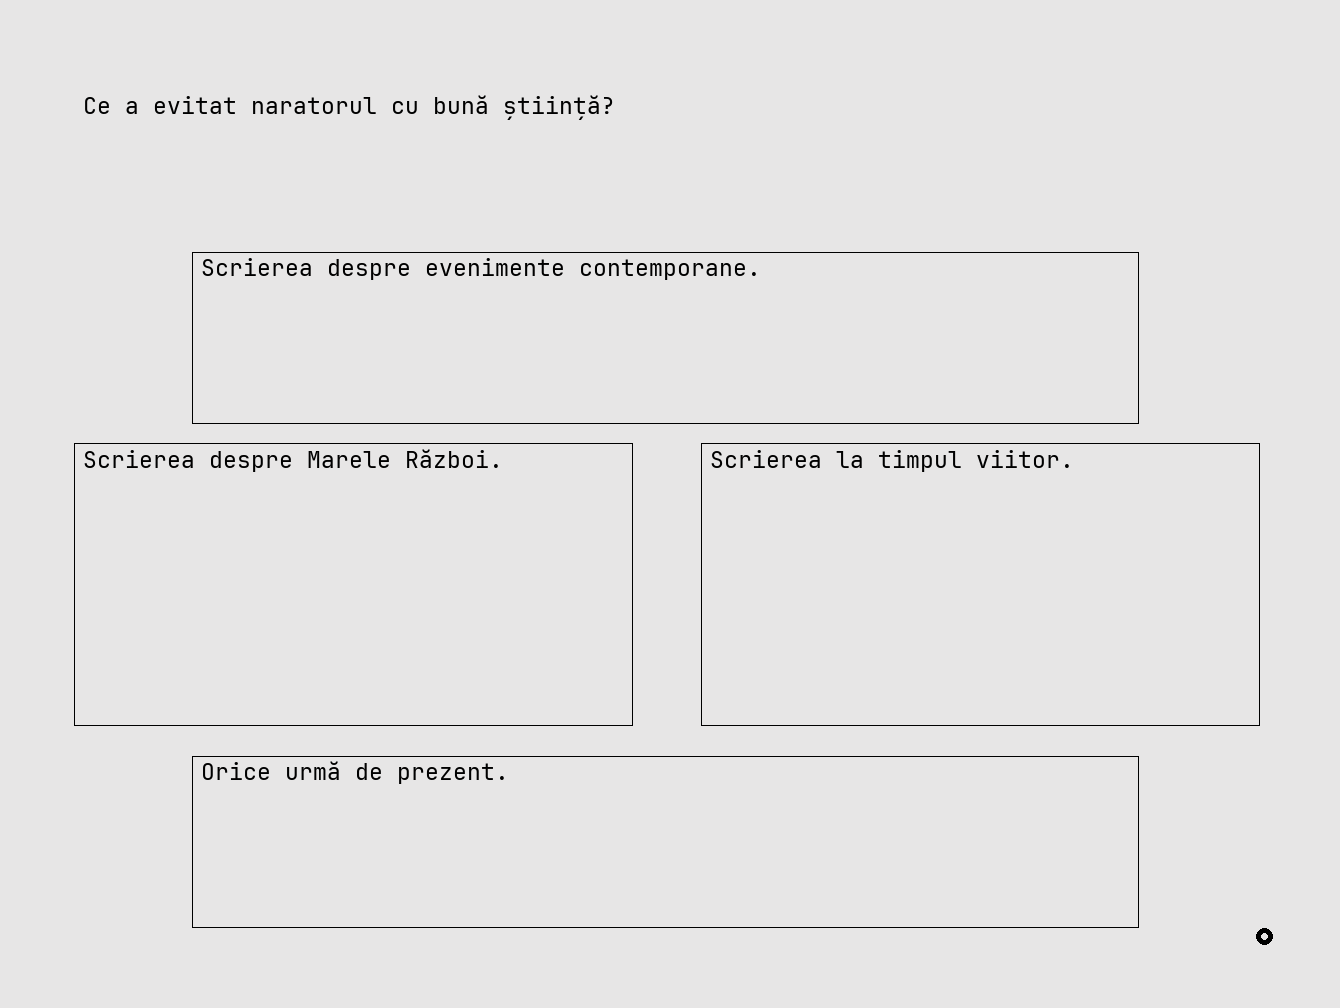 Ce a evitat naratorul cu bună știință?
Scrierea despre evenimente contemporane.
Scrierea despre Marele Război.
Scrierea la timpul viitor.
Orice urmă de prezent.